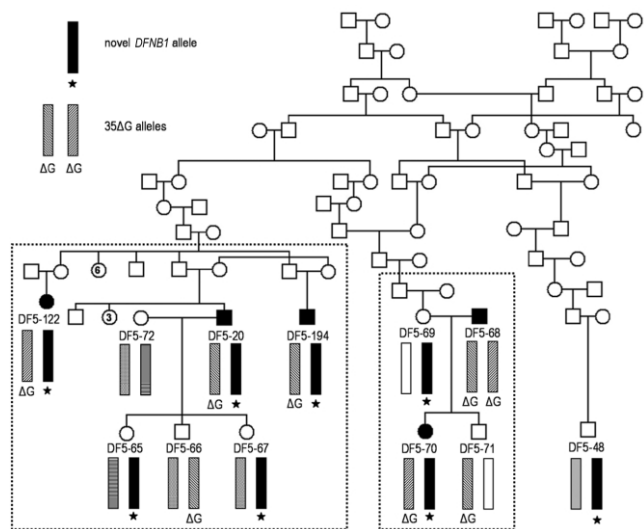 novel DFNB1 allele
★
35ΔG alleles
ΔG ΔG
6
3
DF5-122
DF5-72
DF5-20
DF5-194
DF5-69
DF5-68
ΔG ★
ΔG ★
ΔG ★
★
ΔG ΔG
DF5-65
DF5-66
DF5-67
DF5-70
DF5-71
DF5-48
★
ΔG
★
ΔG ★
ΔG
★